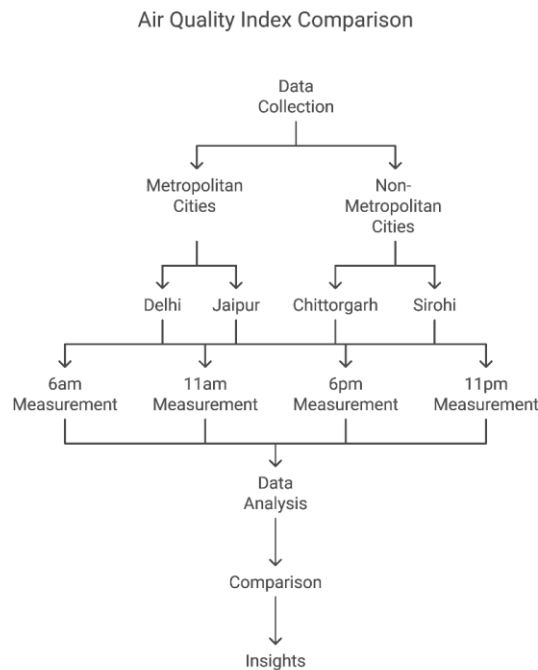 Air Quality Index Comparison
Data
Collection
Metropolitan
Cities
Non-
Metropolitan
Cities
Delhi
Jaipur
Chittorgarh
Sirohi
6am
Measurement
11am
Measurement
6pm
Measurement
11pm
Measurement
Data
Analysis
Comparison
Insights